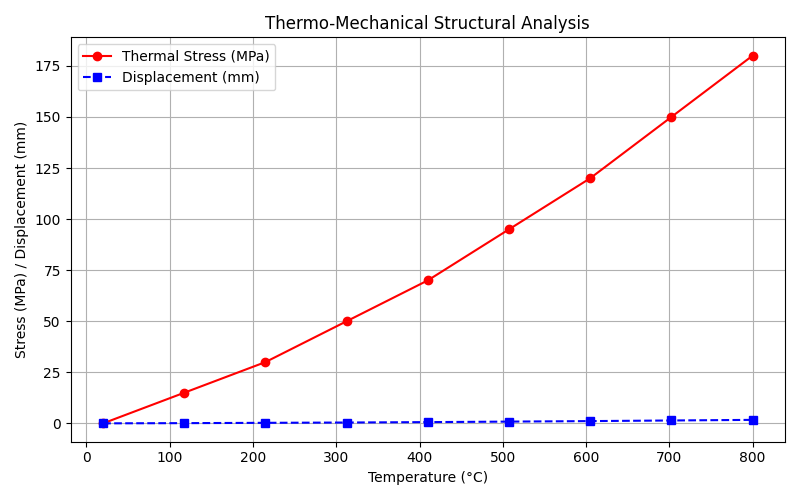 Thermo-Mechanical Structural Analysis
Thermal Stress (MPa)
Displacement (mm)
Stress (MPa) / Displacement (mm)
175
150
125
100
75
50
25
0
0 100 200 300 400 500 600 700 800
Temperature (°C)